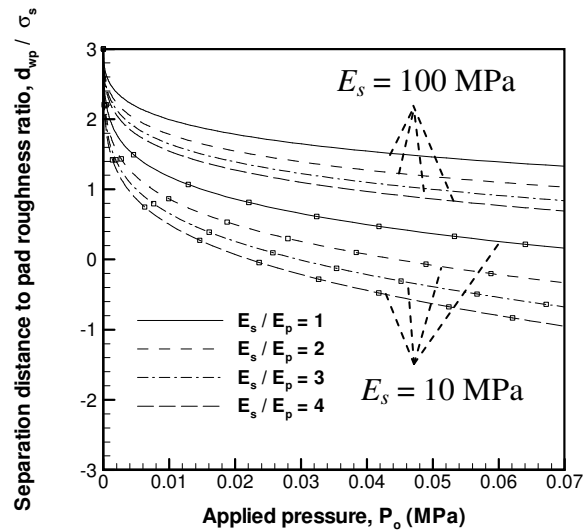 Separation distance to pad roughness ratio, d_wp / σ_s
3
2
1
0
-1
-2
-3
E_s = 100 MPa
E_s / E_p = 1
E_s / E_p = 2
E_s / E_p = 3
E_s / E_p = 4
E_s = 10 MPa
0 0.01 0.02 0.03 0.04 0.05 0.06 0.07
Applied pressure, P_o (MPa)